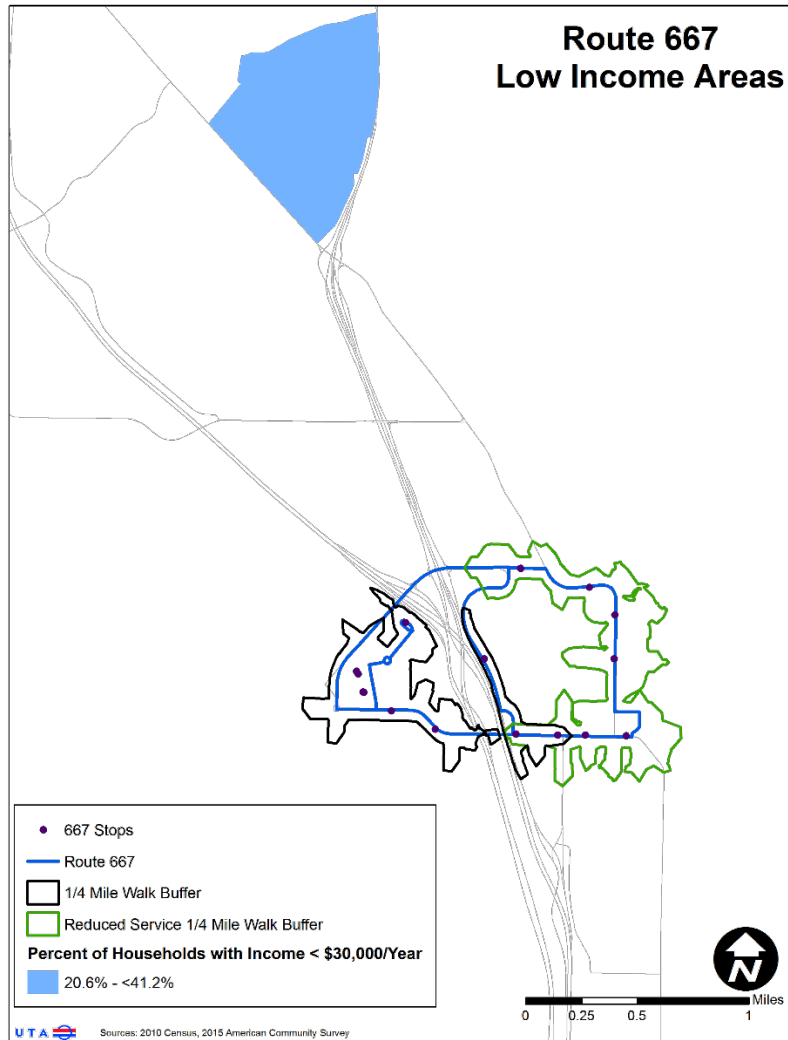 Route 667
Low Income Areas
667 Stops
Route 667
1/4 Mile Walk Buffer
Reduced Service 1/4 Mile Walk Buffer
Percent of Households with Income < $30,000/Year
20.6% - <41.2%
N
Miles
0 0.25 0.5 1
UTA Sources: 2010 Census, 2015 American Community Survey